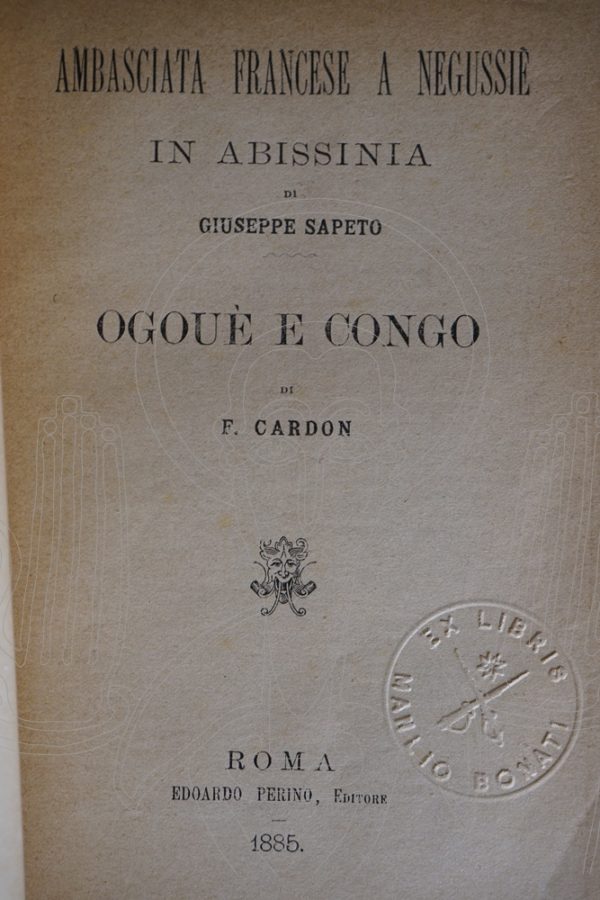 AMBASCIATA FRANCESE A NEGUSSIÈ
IN ABISSINIA
DI
GIUSEPPE SAPETO
OGOUÈ E CONGO
DI
F. CARDON
EX LIBRIS
MANLIO BONATI
ROMA
EDOARDO PERINO, EDITORE
1885.